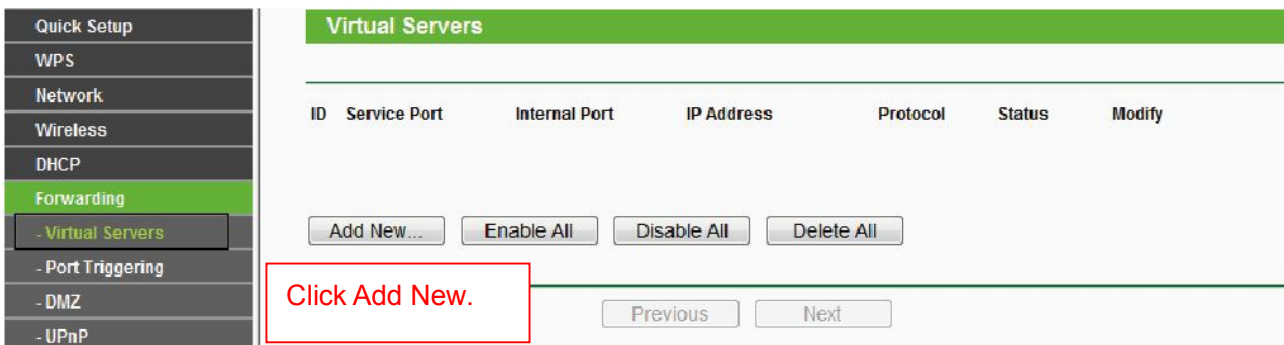 Quick Setup
WPS
Network
Wireless
DHCP
Forwarding
- Virtual Servers
- Port Triggering
- DMZ
- UPnP
Virtual Servers
ID Service Port Internal Port IP Address Protocol Status Modify
Add New... Enable All Disable All Delete All
Click Add New.
Previous Next